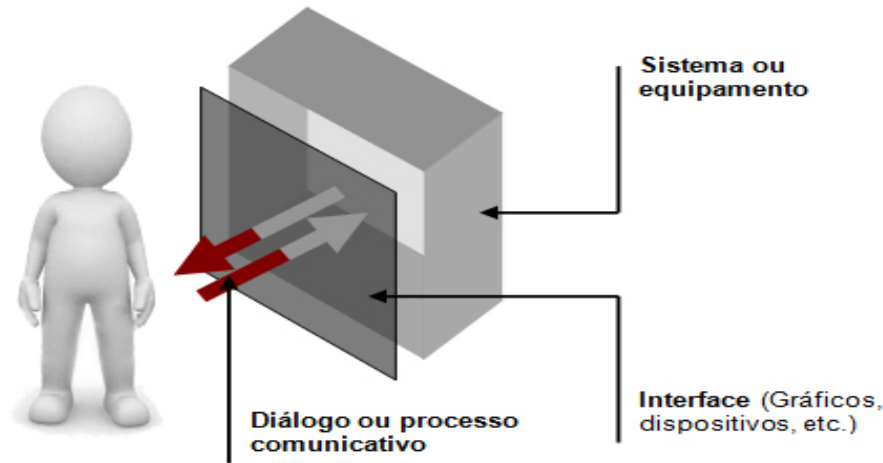 Sistema ou
equipamento
Interface (Gráficos,
dispositivos, etc.)
Diálogo ou processo
comunicativo